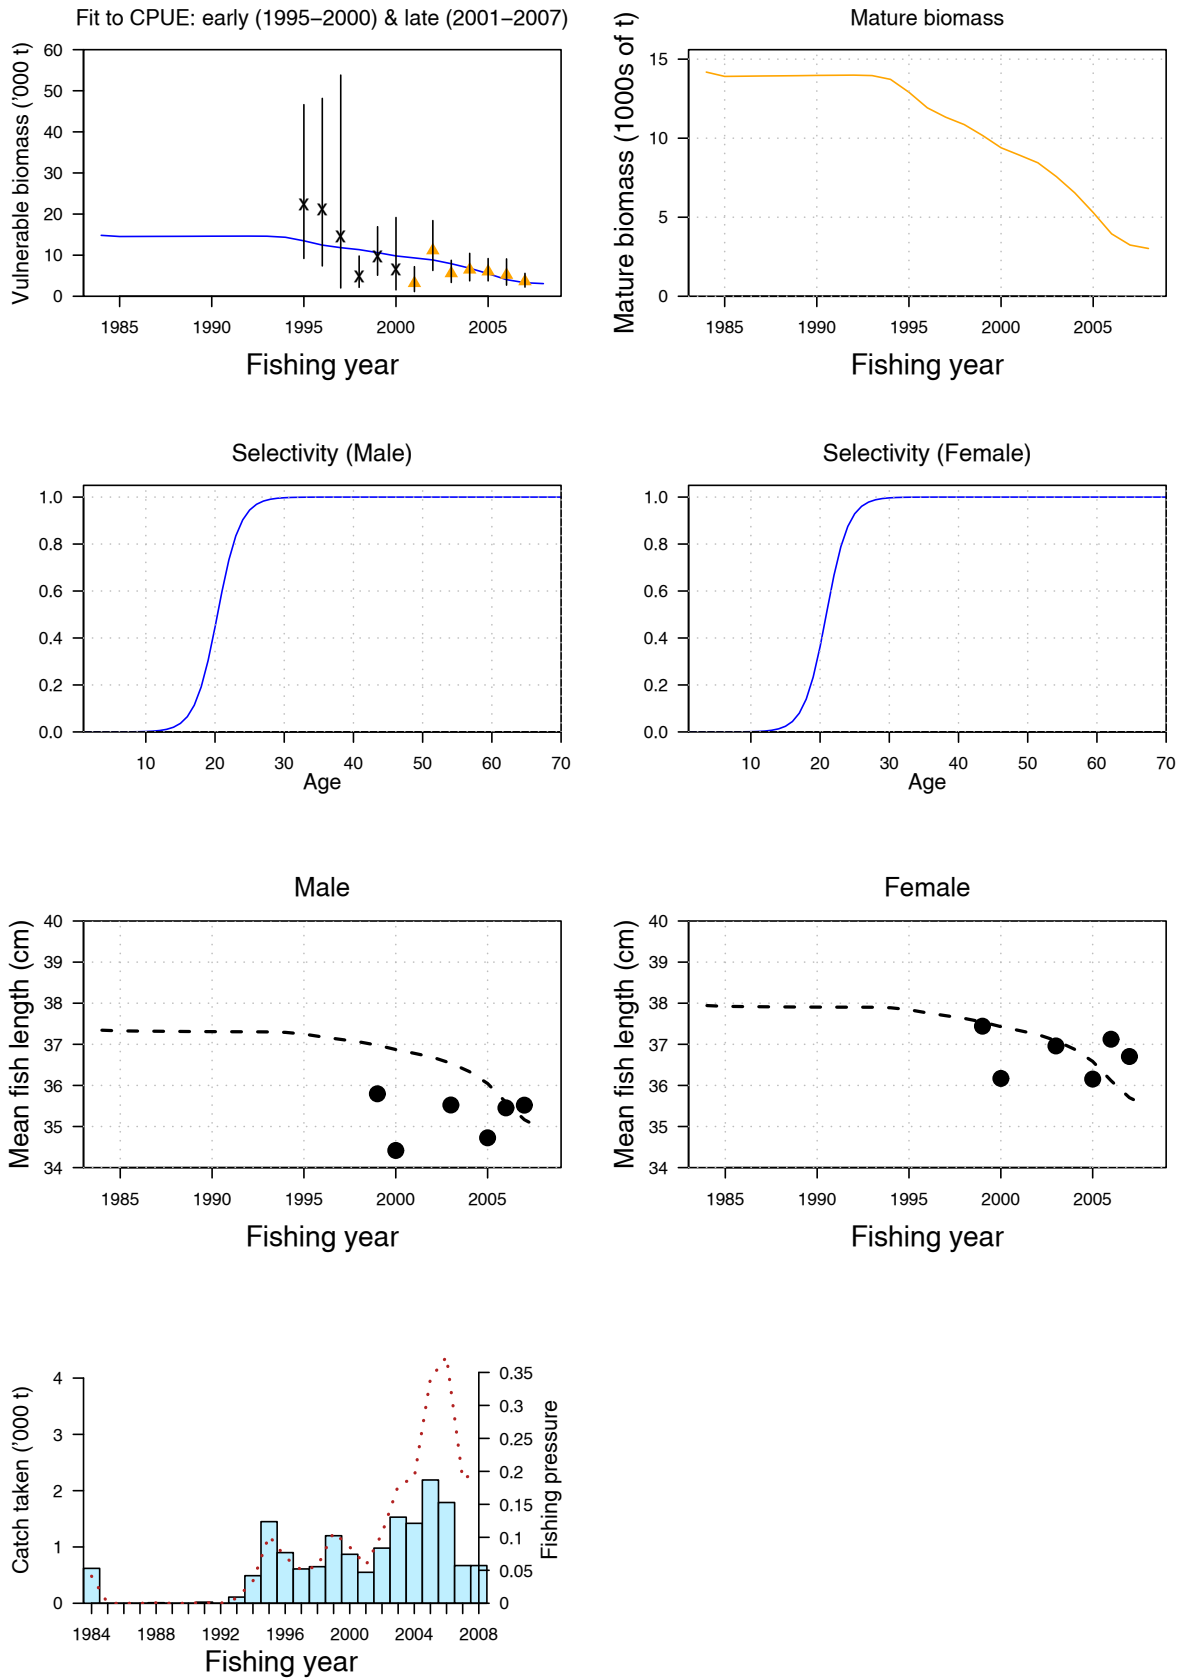 Fit to CPUE: early (1995−2000) & late (2001−2007)
Vulnerable biomass ('000 t)
60
50
40
30
20
10
0
1985 1990 1995 2000 2005
Fishing year
Mature biomass
Mature biomass (1000s of t)
15
10
5
0
1985 1990 1995 2000 2005
Fishing year
Selectivity (Male)
1.0
0.8
0.6
0.4
0.2
0.0
10 20 30 40 50 60 70
Age
Selectivity (Female)
1.0
0.8
0.6
0.4
0.2
0.0
10 20 30 40 50 60 70
Age
Male
Mean fish length (cm)
40
39
38
37
36
35
34
1985 1990 1995 2000 2005
Fishing year
Female
Mean fish length (cm)
40
39
38
37
36
35
34
1985 1990 1995 2000 2005
Fishing year
Catch taken ('000 t)
4
3
2
1
0
0.35
0.3
0.25
0.2
0.15
0.1
0.05
0
Fishing pressure
1984 1988 1992 1996 2000 2004 2008
Fishing year